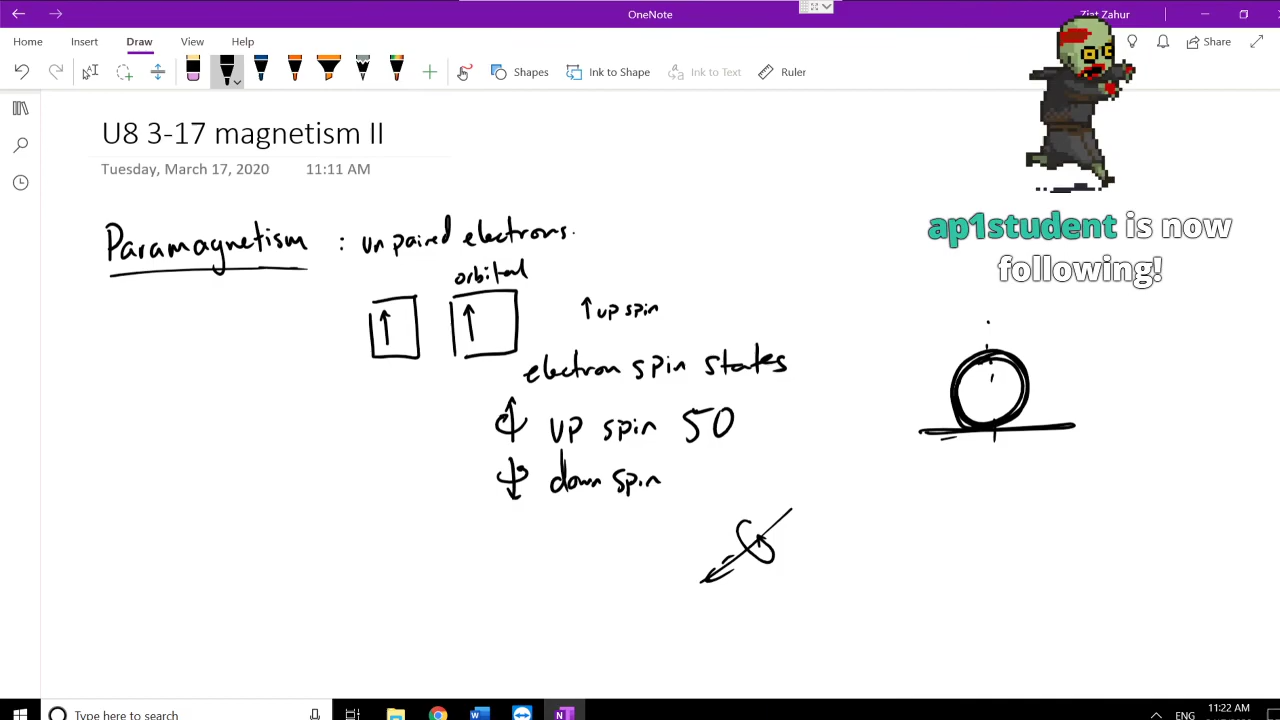 OneNote
Ziat Zahur
Home Insert Draw View Help
Share
Shapes
Ink to Shape
Ink to Text
Ruler
U8 3-17 magnetism II
Tuesday, March 17, 2020 11:11 AM
ap1student is now
following!
Paramagnetism : unpaired electrons.
orbital
↑ up spin
electron spin states
up spin 50
down spin
Type here to search
ENG
11:22 AM